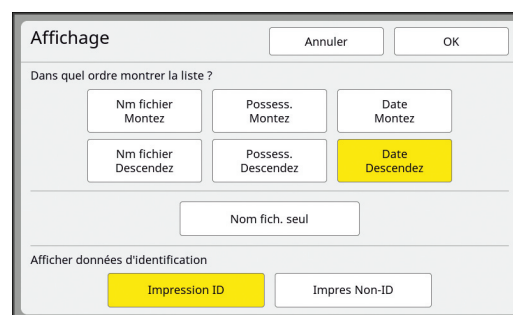 Affichage
Annuler
OK
Dans quel ordre montrer la liste ?
Nm fichier
Montez
Possess.
Montez
Date
Montez
Nm fichier
Descendez
Possess.
Descendez
Date
Descendez
Nom fich. seul
Afficher données d'identification
Impression ID
Impres Non-ID